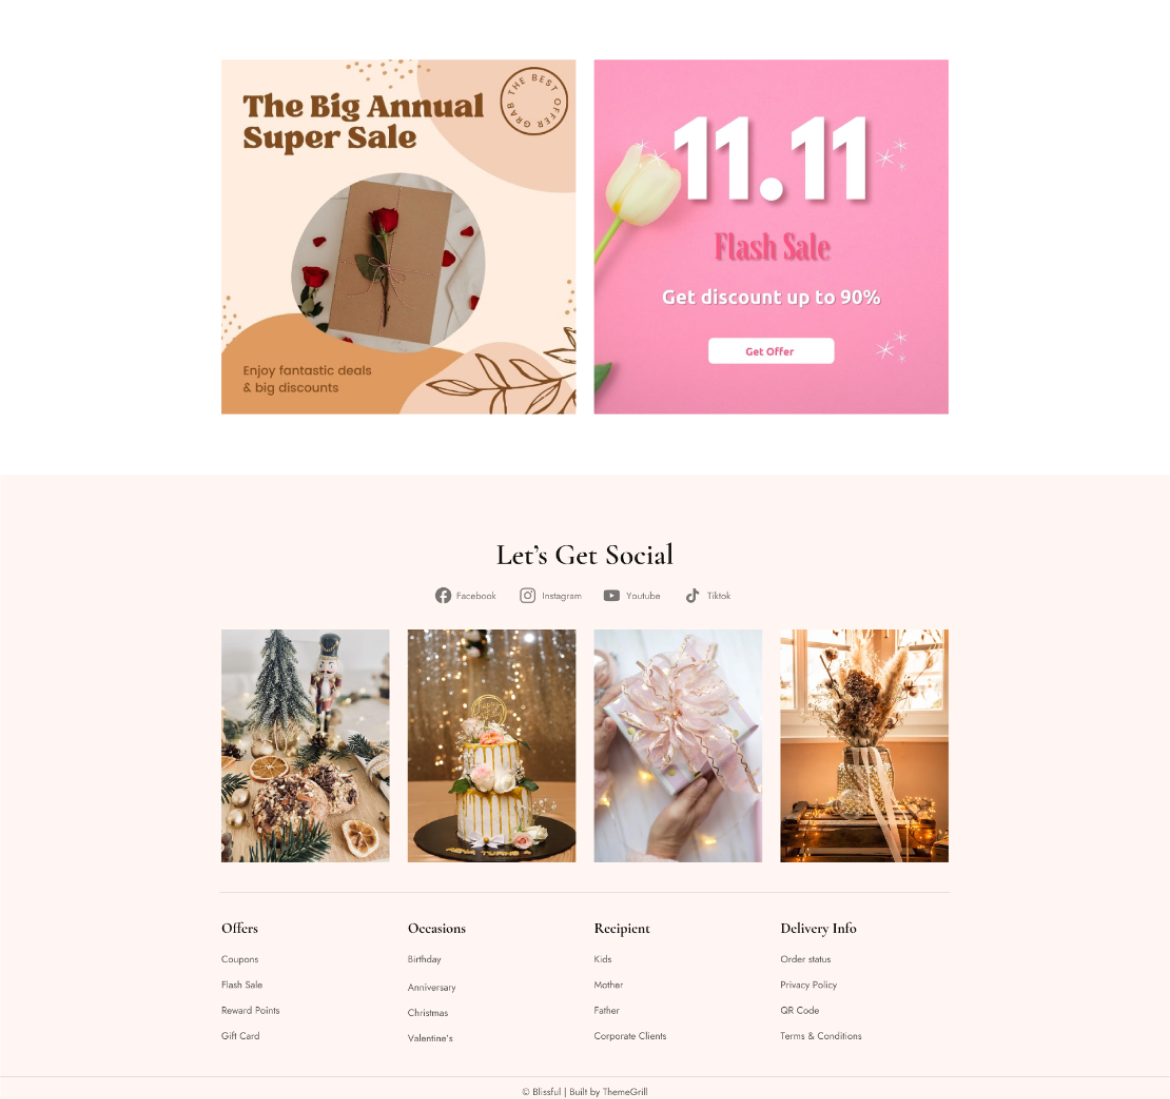 The Big Annual
Super Sale
GRAB THE BEST OFFER
Enjoy fantastic deals
& big discounts
11.11
Flash Sale
Get discount up to 90%
Get Offer
Let’s Get Social
Facebook Instagram Youtube Tiktok
Offers Occasions Recipient Delivery Info
Coupons Birthday Kids Order status
Flash Sale Anniversary Mother Privacy Policy
Reward Points Christmas Father QR Code
Gift Card Valentine’s Corporate Clients Terms & Conditions
© Blissful | Built by ThemeGrill